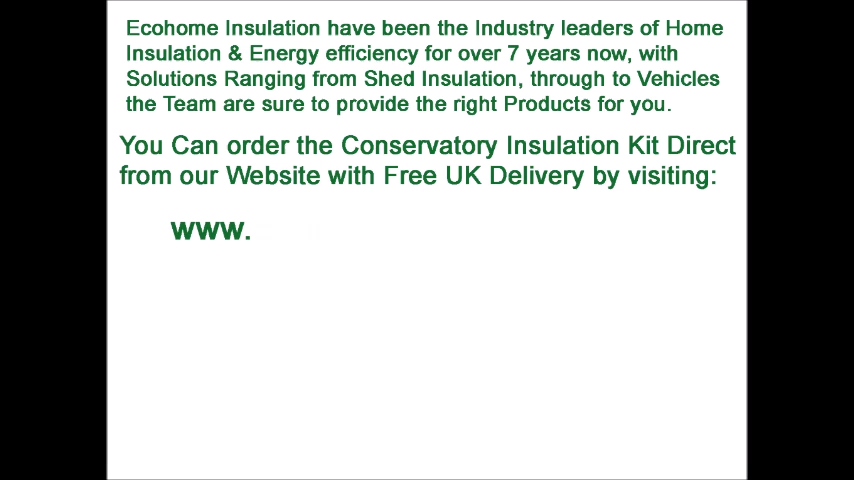 Ecohome Insulation have been the Industry leaders of Home
Insulation & Energy efficiency for over 7 years now, with
Solutions Ranging from Shed Insulation, through to Vehicles
the Team are sure to provide the right Products for you.
You Can order the Conservatory Insulation Kit Direct
from our Website with Free UK Delivery by visiting:
www.